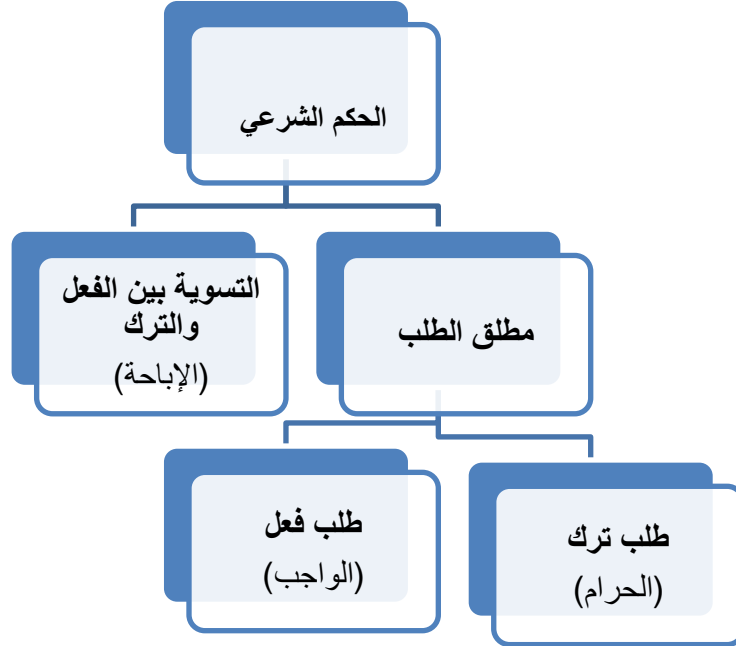 الحكم الشرعي
مطلق الطلب
التسوية بين الفعل
والترك
(الإباحة)
طلب ترك
(الحرام)
طلب فعل
(الواجب)